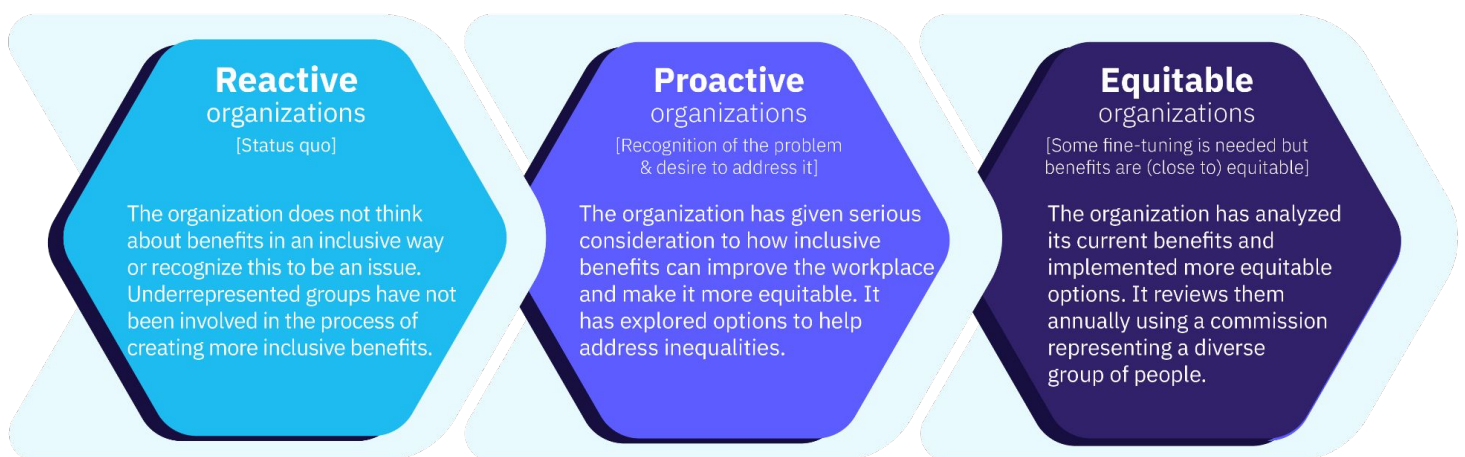 Reactive
organizations
[Status quo]
The organization does not think
about benefits in an inclusive way
or recognize this to be an issue.
Underrepresented groups have not
been involved in the process of
creating more inclusive benefits.
Proactive
organizations
[Recognition of the problem
& desire to address it]
The organization has given serious
consideration to how inclusive
benefits can improve the workplace
and make it more equitable. It
has explored options to help
address inequalities.
Equitable
organizations
[Some fine-tuning is needed but
benefits are (close to) equitable]
The organization has analyzed
its current benefits and
implemented more equitable
options. It reviews them
annually using a commission
representing a diverse
group of people.